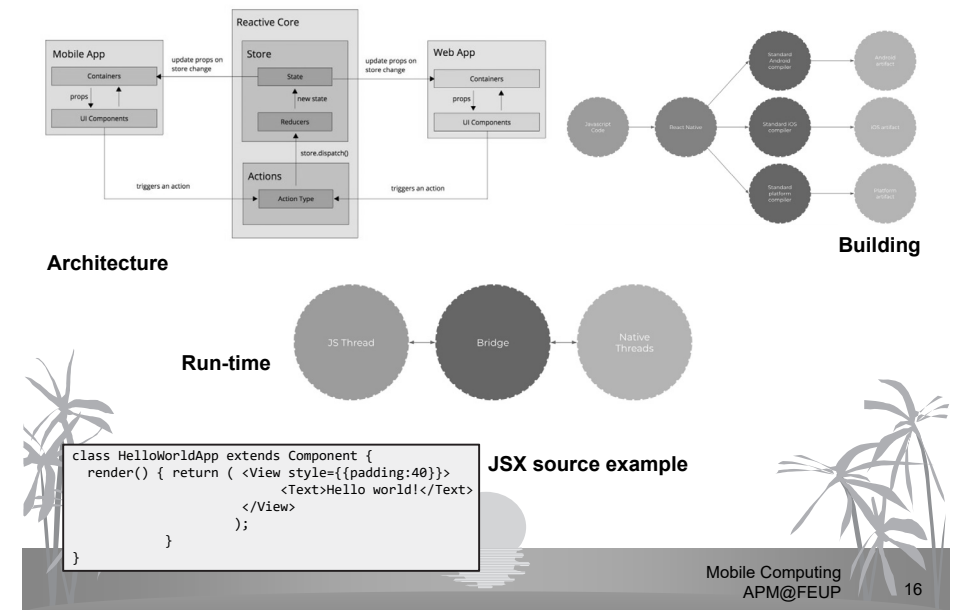 Reactive Core
Mobile App
Containers
props
UI Components
update props on
store change
Store
State
new state
Reducers
store.dispatch()
Actions
Action Type
triggers an action
update props on
store change
Web App
Containers
props
UI Components
triggers an action
Architecture
Javascript
Code
React Native
Standard
Android
compiler
Android
artifact
Standard iOS
compiler
iOS artifact
Standard
platform
compiler
Platform
artifact
Building
Run-time
JS Thread
Bridge
Native
Threads
class HelloWorldApp extends Component {
render() { return ( <View style={{padding:40}}>
<Text>Hello world!</Text>
</View>
);
}
}
JSX source example
Mobile Computing
APM@FEUP
16